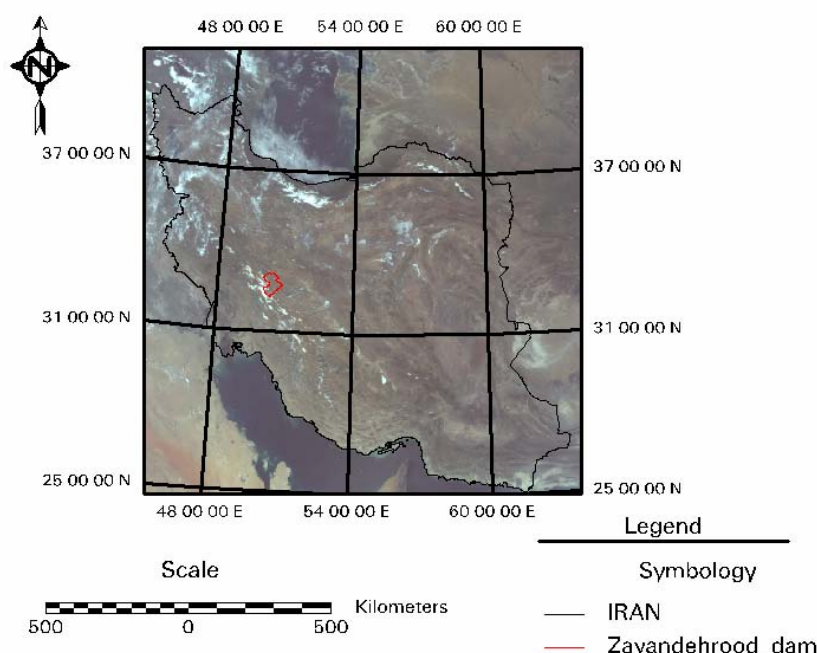 48 00 00 E 54 00 00 E 60 00 00 E
N
37 00 00 N 37 00 00 N
31 00 00 N 31 00 00 N
25 00 00 N 25 00 00 N
48 00 00 E 54 00 00 E 60 00 00 E
Legend
Scale
Symbology
Kilometers
500 0 500
IRAN
Zayandehrood dam